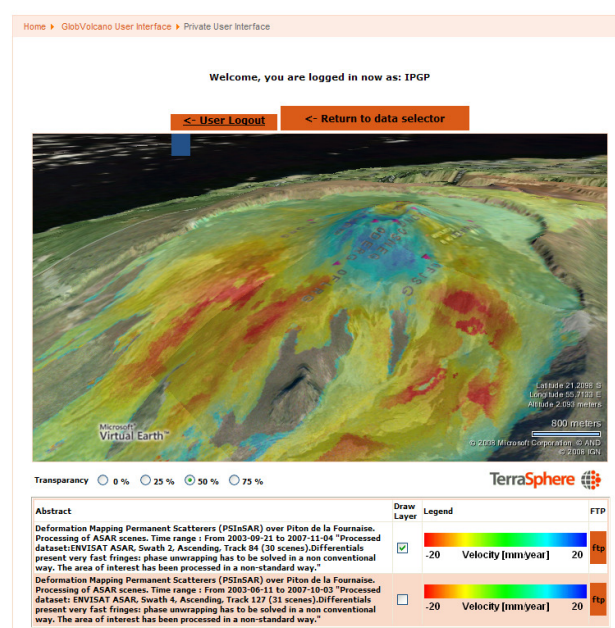 Home ▸ GlobVolcano User Interface ▸ Private User Interface
Welcome, you are logged in now as: IPGP
<- User Logout
<- Return to data selector
Latitude 21.2098 S
Longitude 55.7133 E
Altitude 2.093 meters
800 meters
Microsoft®
Virtual Earth™
© 2008 Microsoft Corporation © AND
© 2008 IGN
Transparancy 0 % 25 % 50 % 75 %
TerraSphere
Abstract Draw Layer Legend FTP
Deformation Mapping Permanent Scatterers (PSInSAR) over Piton de la Fournaise.
Processing of ASAR scenes. Time range : From 2003-09-21 to 2007-11-04 "Processed
dataset:ENVISAT ASAR, Swath 2, Ascending, Track 84 (30 scenes).Differentials
present very fast fringes: phase unwrapping has to be solved in a non conventional
way. The area of interest has been processed in a non-standard way."
-20 Velocity [mm/year] 20
ftp
Deformation Mapping Permanent Scatterers (PSInSAR) over Piton de la Fournaise.
Processing of ASAR scenes. Time range : From 2003-06-11 to 2007-10-03 "Processed
dataset: ENVISAT ASAR, Swath 4, Ascending, Track 127 (31 scenes).Differentials
present very fast fringes: phase unwrapping has to be solved in a non conventional
way. The area of interest has been processed in a non-standard way."
-20 Velocity [mm/year] 20
ftp